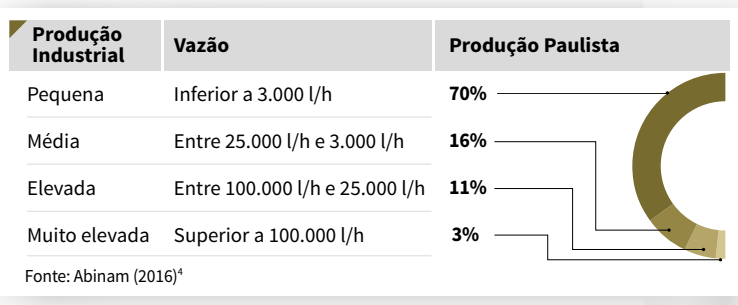 Produção Industrial Vazão Produção Paulista
Pequena Inferior a 3.000 l/h 70%
Média Entre 25.000 l/h e 3.000 l/h 16%
Elevada Entre 100.000 l/h e 25.000 l/h 11%
Muito elevada Superior a 100.000 l/h 3%
Fonte: Abinam (2016)⁴